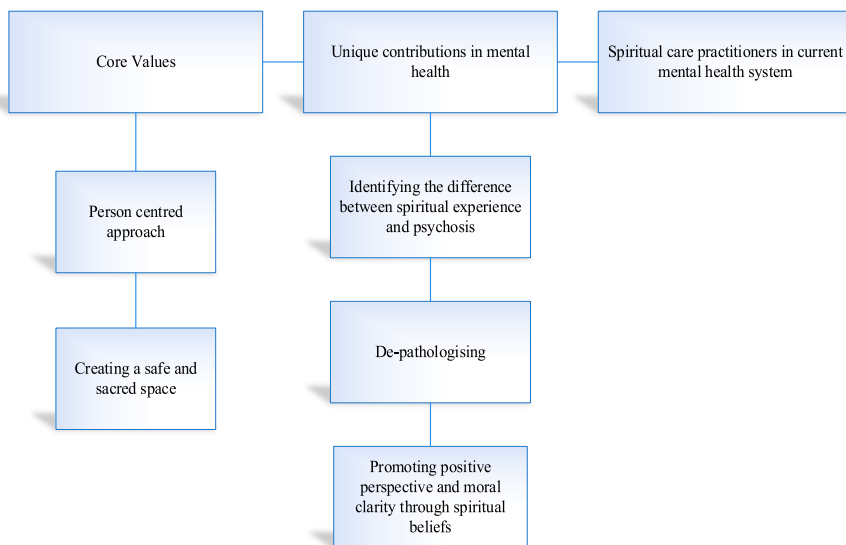 Core Values
Unique contributions in mental
health
Spiritual care practitioners in current
mental health system
Person centred
approach
Creating a safe and
sacred space
Identifying the difference
between spiritual experience
and psychosis
De-pathologising
Promoting positive
perspective and moral
clarity through spiritual
beliefs